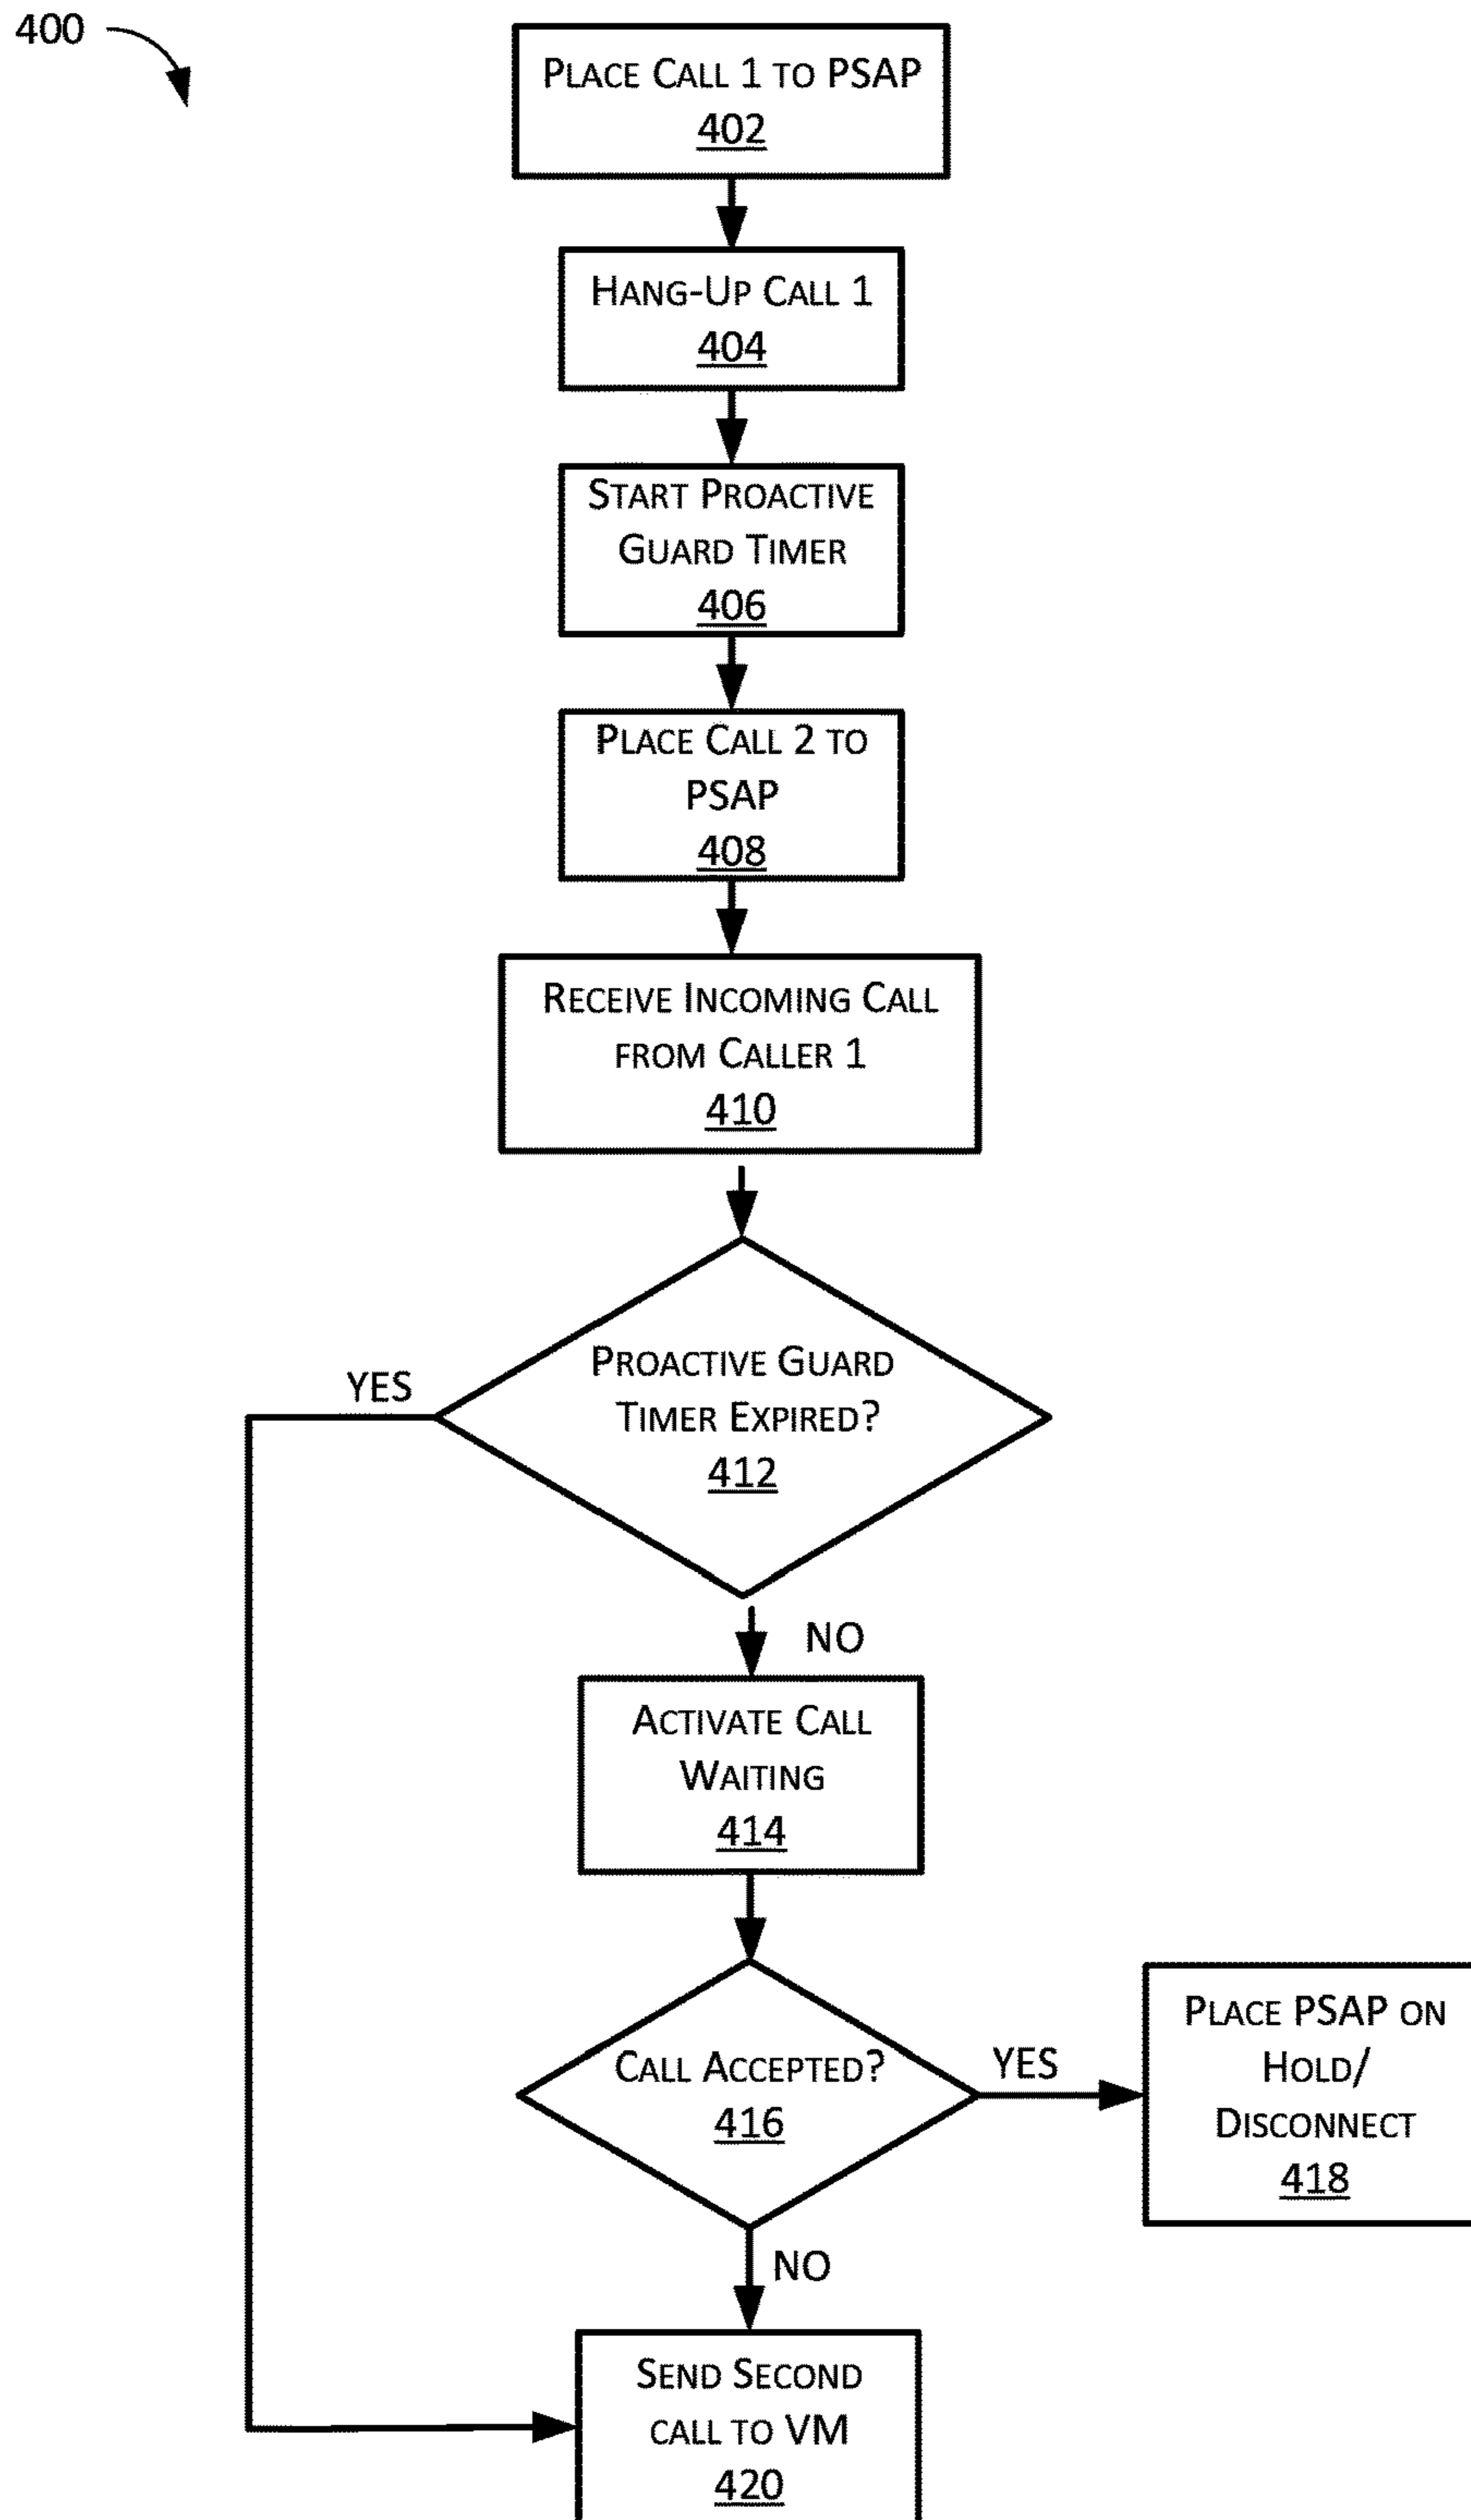 400
PLACE CALL 1 TO PSAP
402
HANG-UP CALL 1
404
START PROACTIVE
GUARD TIMER
406
PLACE CALL 2 TO
PSAP
408
RECEIVE INCOMING CALL
FROM CALLER 1
410
PROACTIVE GUARD
TIMER EXPIRED?
412
YES
NO
ACTIVATE CALL
WAITING
414
CALL ACCEPTED?
416
YES
PLACE PSAP ON
HOLD/
DISCONNECT
418
NO
SEND SECOND
CALL TO VM
420